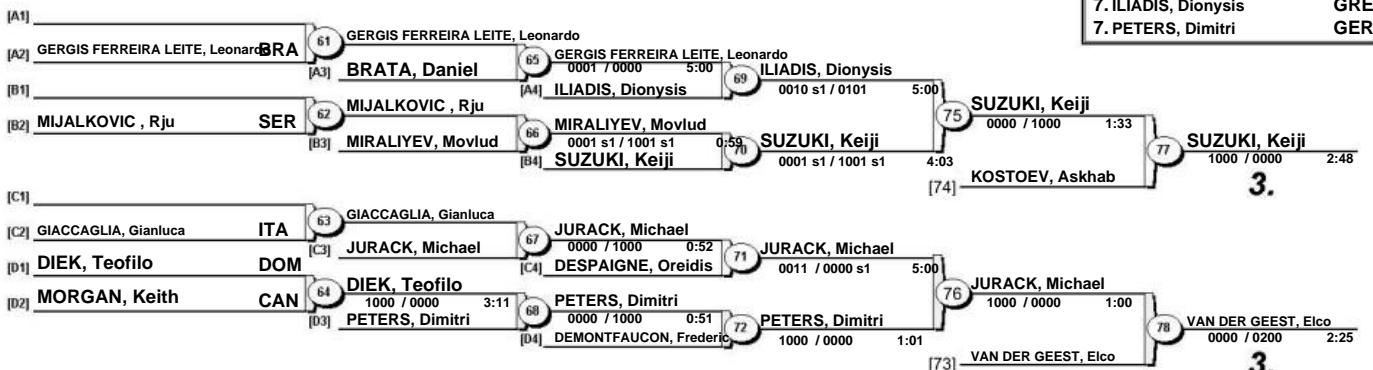 7. ILIADIS, Dionysis GRE
7. PETERS, Dimitri GER
[A1]
[A2] GERGIS FERREIRA LEITE, Leonardo BRA
61
GERGIS FERREIRA LEITE, Leonardo
[A3] BRATA, Daniel
65
GERGIS FERREIRA LEITE, Leonardo
0001 / 0000 5:00
[A4] ILIADIS, Dionysis
69
ILIADIS, Dionysis
0010 s1 / 0101 5:00
[B1]
[B2] MIJALKOVIC , Rju SER
62
MIJALKOVIC , Rju
[B3] MIRALIYEV, Movlud
66
MIRALIYEV, Movlud
0001 s1 / 1001 s1 0:59
[B4] SUZUKI, Keiji
70
SUZUKI, Keiji
0001 s1 / 1001 s1 4:03
75
SUZUKI, Keiji
0000 / 1000 1:33
[74] KOSTOEV, Askhab
77
SUZUKI, Keiji
1000 / 0000 2:48
3.
[C1]
[C2] GIACCAGLIA, Gianluca ITA
63
GIACCAGLIA, Gianluca
[C3] JURACK, Michael
67
JURACK, Michael
0000 / 1000 0:52
[C4] DESPAIGNE, Oreidis
71
JURACK, Michael
0011 / 0000 s1 5:00
[D1] DIEK, Teofilo DOM
[D2] MORGAN, Keith CAN
64
DIEK, Teofilo
1000 / 0000 3:11
[D3] PETERS, Dimitri
68
PETERS, Dimitri
0000 / 1000 0:51
[D4] DEMONTFAUCON, Frederic
72
PETERS, Dimitri
1000 / 0000 1:01
76
JURACK, Michael
1000 / 0000 1:00
[73] VAN DER GEEST, Elco
78
VAN DER GEEST, Elco
0000 / 0200 2:25
3.